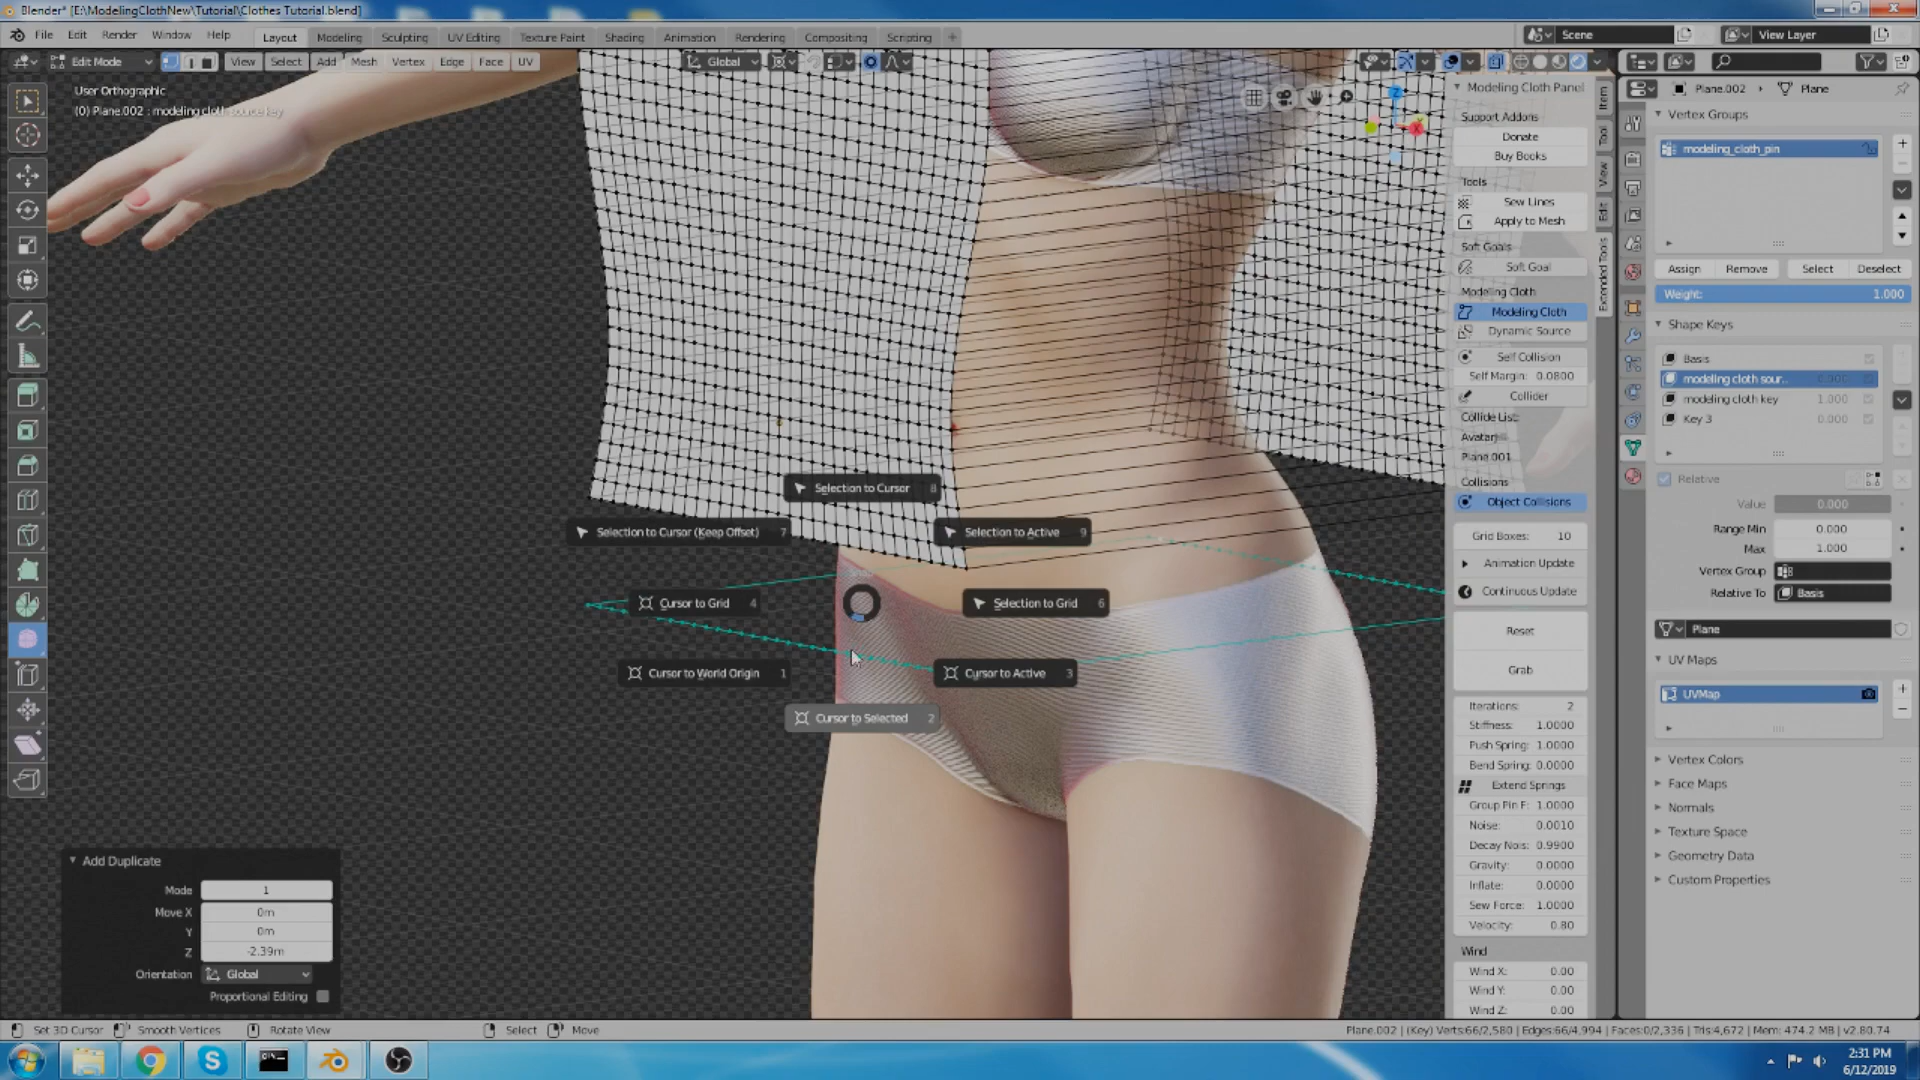 Blender* [E:\ModelingClothNew\Tutorial\Clothes Tutorial.blend]
File Edit Render Window Help Layout Modeling Sculpting UV Editing Texture Paint Shading Animation Rendering Compositing Scripting + Scene View Layer
Edit Mode View Select Add Mesh Vertex Edge Face UV Global
User Orthographic
(0) Plane.002 : modeling cloth source key
Z
X
Selection to Cursor 8
Selection to Cursor (Keep Offset) 7
Selection to Active 9
Cursor to Grid 4
Selection to Grid 6
Cursor to World Origin 1
Cursor to Active 3
Cursor to Selected 2
Add Duplicate
Mode 1
Move X 0m
Y 0m
Z -2.39m
Orientation Global
Proportional Editing
Modeling Cloth Panel
Support Addons
Donate
Buy Books
Tools
Sew Lines
Apply to Mesh
Soft Goals
Soft Goal
Modeling Cloth
Modeling Cloth
Dynamic Source
Self Collision
Self Margin: 0.0800
Collider
Collide List:
Avatar
Plane.001
Collisions
Object Collisions
Grid Boxes: 10
Animation Update
Continuous Update
Reset
Grab
Iterations: 2
Stiffness: 1.0000
Push Spring: 1.0000
Bend Spring: 0.0000
Extend Springs
Group Pin F: 1.0000
Noise: 0.0010
Decay Nois: 0.9900
Gravity: 0.0000
Inflate: 0.0000
Sew Force: 1.0000
Velocity: 0.80
Wind
Wind X: 0.00
Wind Y: 0.00
Wind Z: 0.00
Item
Tool
View
Edit
Extended Tools
Plane.002 Plane
Vertex Groups
modeling_cloth_pin
Assign Remove Select Deselect
Weight: 1.000
Shape Keys
Basis
modeling cloth sour.. 0.000
modeling cloth key 1.000
Key 3 0.000
Relative
Value 0.000
Range Min 0.000
Max 1.000
Vertex Group
Relative To Basis
Plane
UV Maps
UVMap
Vertex Colors
Face Maps
Normals
Texture Space
Geometry Data
Custom Properties
Set 3D Cursor Smooth Vertices Rotate View Select Move Plane.002 | (Key) Verts:66/2,580 | Edges:66/4,994 | Faces:0/2,336 | Tris:4,672 | Mem: 474.2 MB | v2.80.74
2:31 PM
6/12/2019